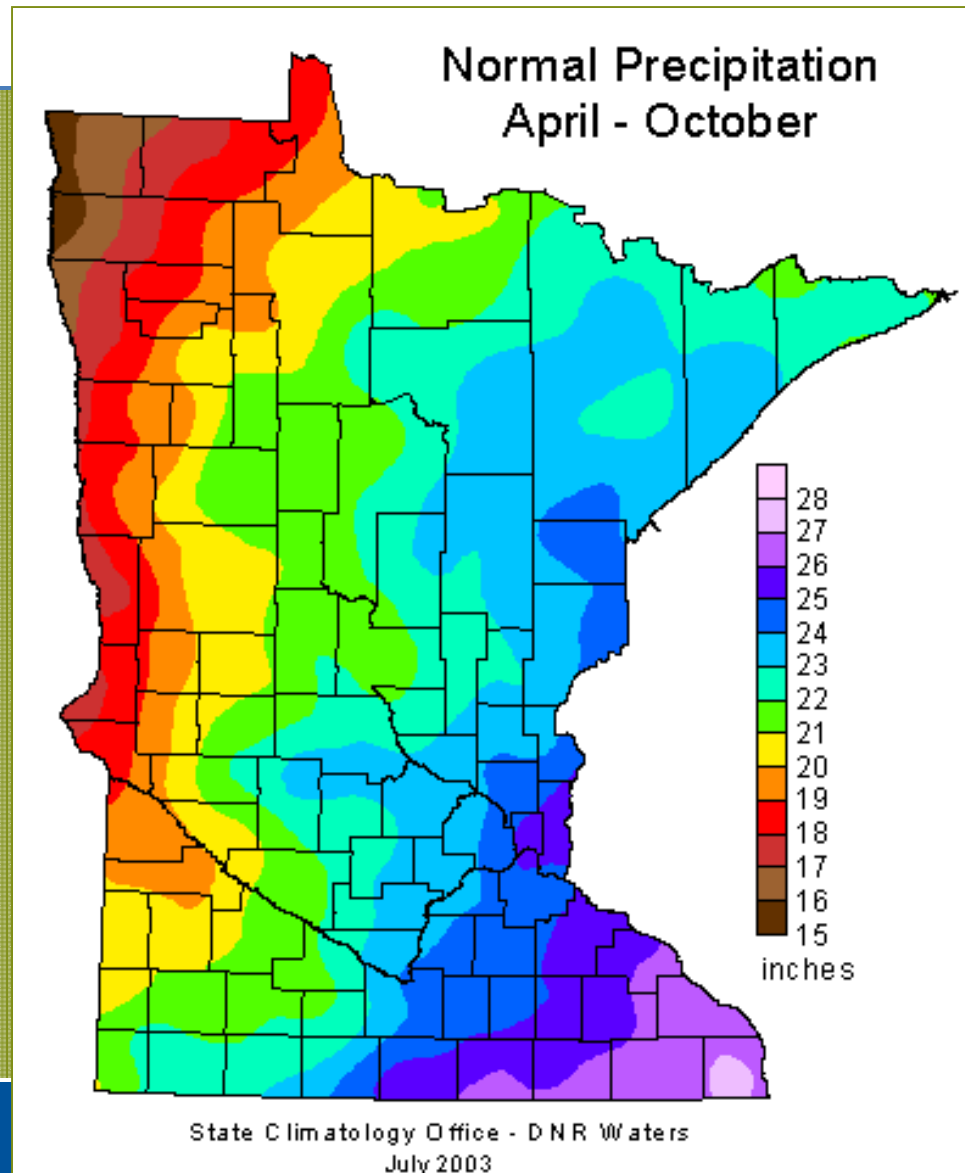 Normal Precipitation
April - October
28
27
26
25
24
23
22
21
20
19
18
17
16
15
inches
State Climatology Office - DNR Waters
July 2003